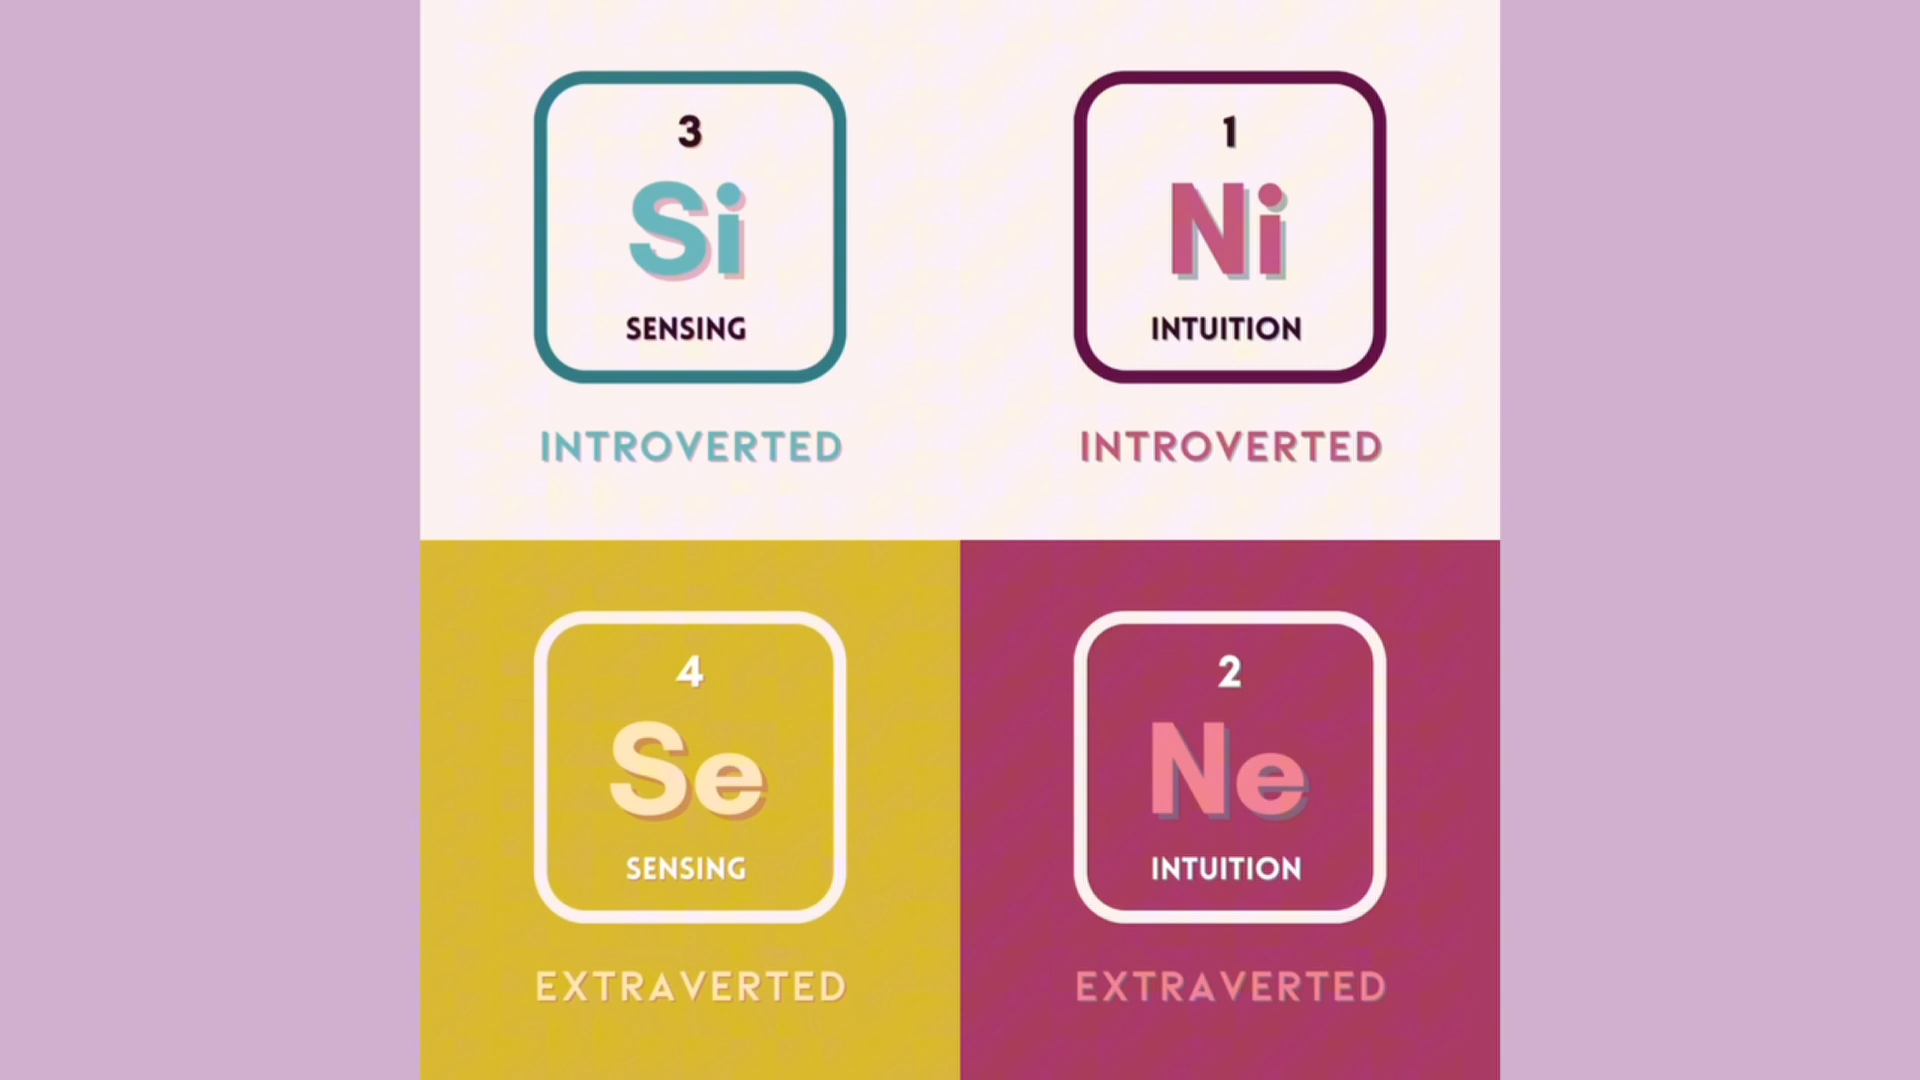 3
Si
SENSING
INTROVERTED
1
Ni
INTUITION
INTROVERTED
4
Se
SENSING
EXTRAVERTED
2
Ne
INTUITION
EXTRAVERTED